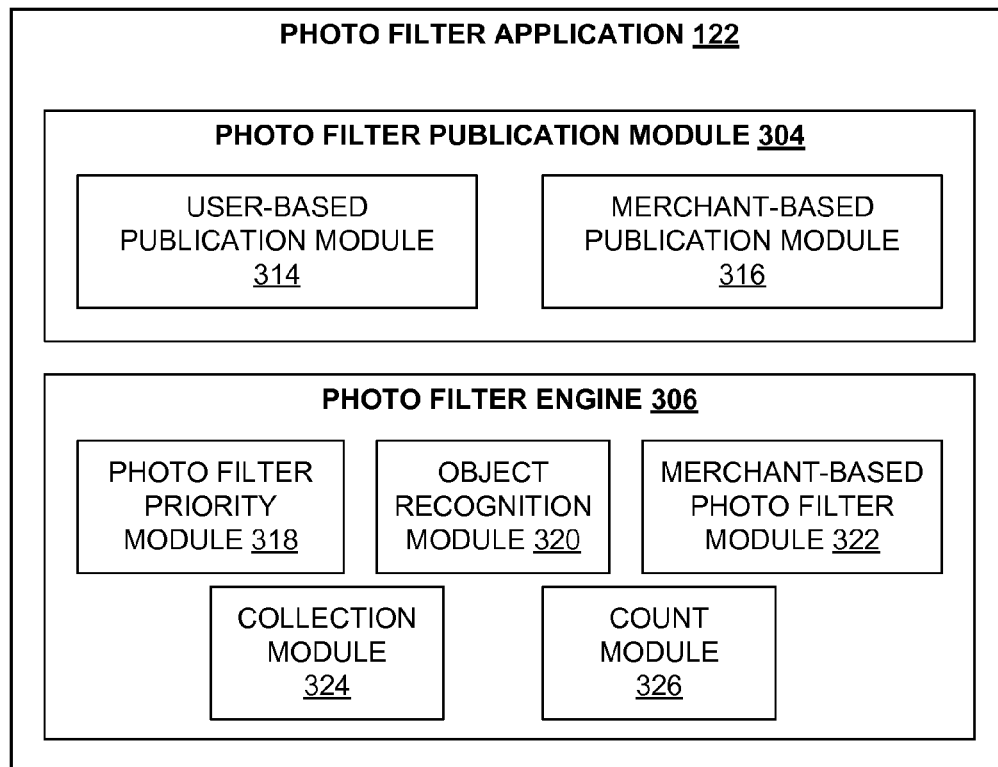 PHOTO FILTER APPLICATION 122
PHOTO FILTER PUBLICATION MODULE 304
USER-BASED
PUBLICATION MODULE
314
MERCHANT-BASED
PUBLICATION MODULE
316
PHOTO FILTER ENGINE 306
PHOTO FILTER
PRIORITY
MODULE 318
OBJECT
RECOGNITION
MODULE 320
MERCHANT-BASED
PHOTO FILTER
MODULE 322
COLLECTION
MODULE
324
COUNT
MODULE
326